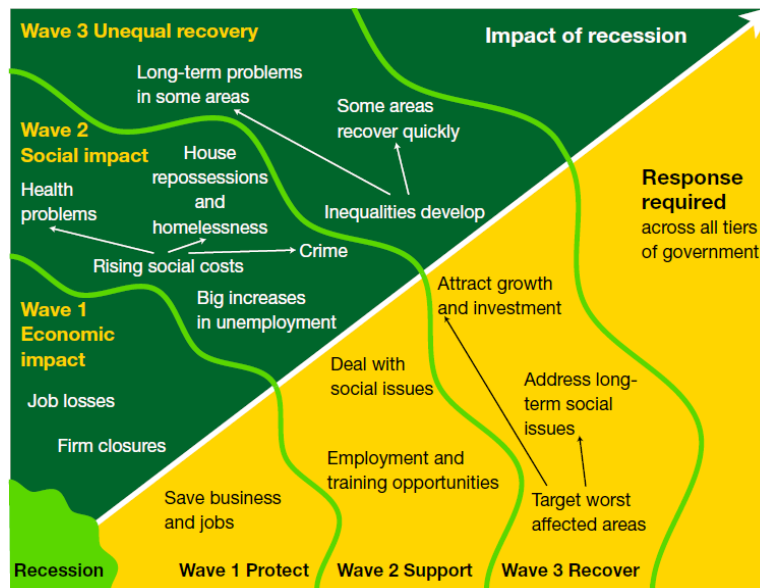 Wave 3 Unequal recovery
Impact of recession
Long-term problems
in some areas
Some areas
recover quickly
Wave 2
Social impact
House
repossessions
and
homelessness
Health
problems
Inequalities develop
Crime
Rising social costs
Big increases
in unemployment
Wave 1
Economic
impact
Job losses
Firm closures
Response
required
across all tiers
of government
Attract growth
and investment
Deal with
social issues
Address long-
term social
issues
Employment and
training opportunities
Save business
and jobs
Target worst
affected areas
Recession
Wave 1 Protect
Wave 2 Support
Wave 3 Recover